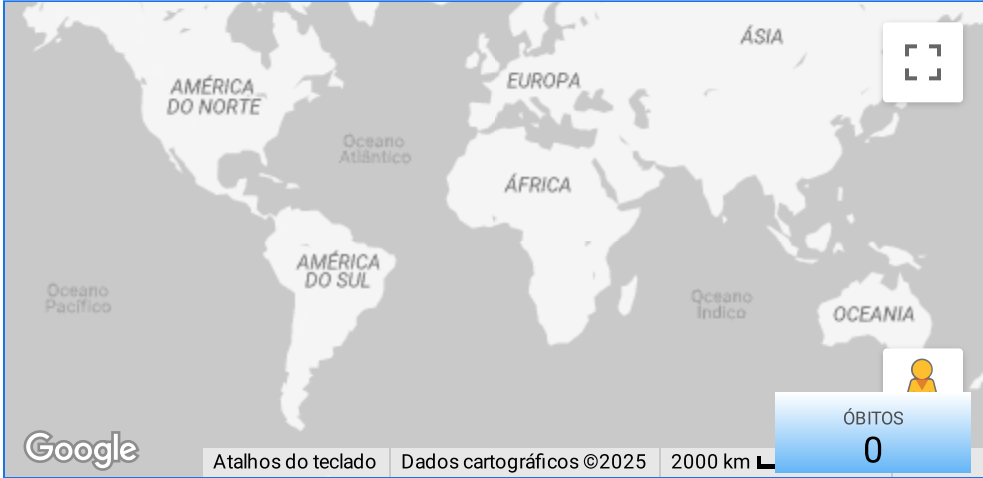 ÁSIA
EUROPA
AMÉRICA
DO NORTE
Oceano
Atlântico
ÁFRICA
AMÉRICA
DO SUL
Oceano
Pacífico
Oceano
Índico
OCEANIA
ÓBITOS
0
Google
Atalhos do teclado
Dados cartográficos ©2025
2000 km